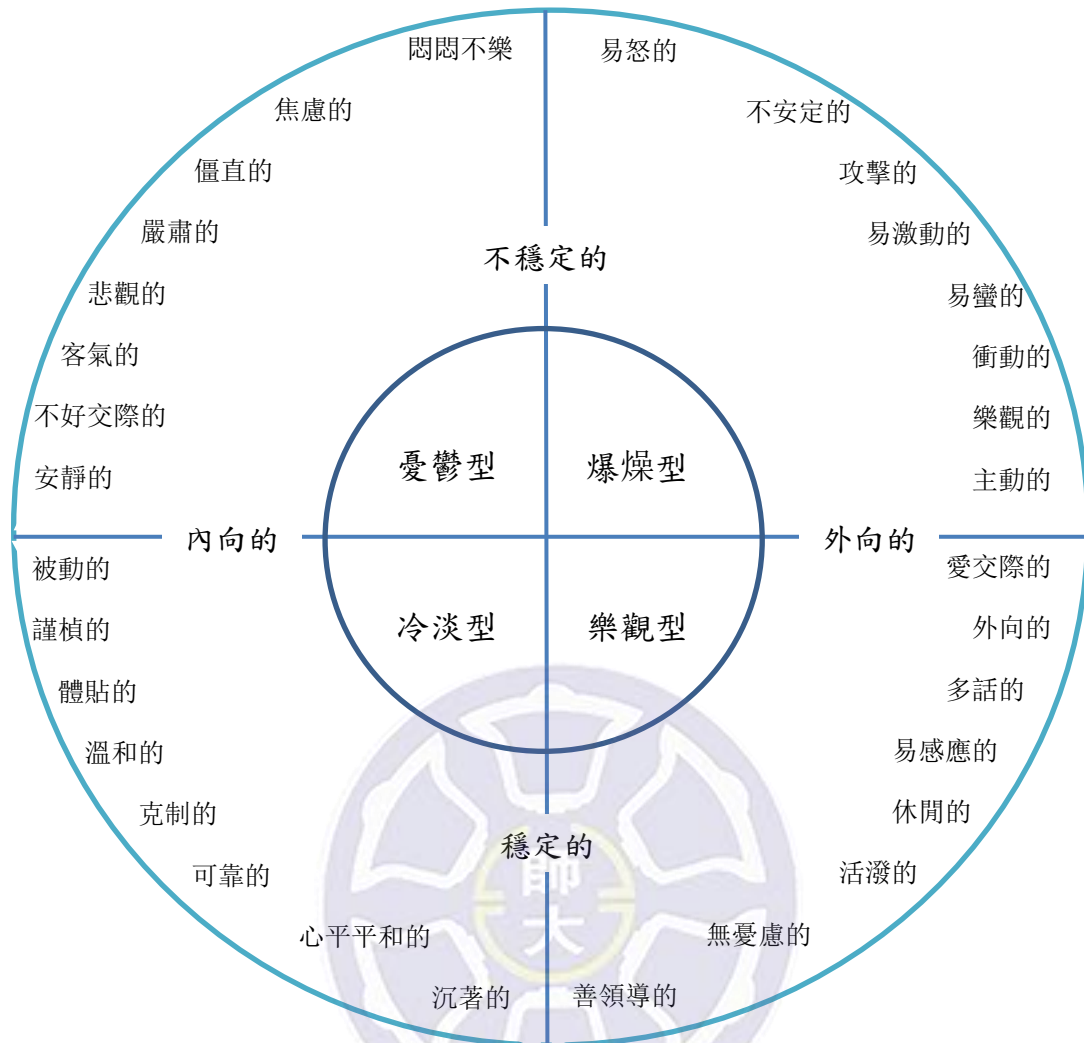 悶悶不樂
易怒的
焦慮的
不安定的
僵直的
攻擊的
嚴肅的
易激動的
不穩定的
悲觀的
易蠻的
客氣的
衝動的
不好交際的
樂觀的
憂鬱型
爆燥型
安靜的
主動的
內向的
外向的
被動的
愛交際的
謹楨的
冷淡型
樂觀型
外向的
體貼的
多話的
溫和的
易感應的
克制的
休閒的
穩定的
可靠的
活潑的
師大
心平平和的
無憂慮的
沉著的
善領導的